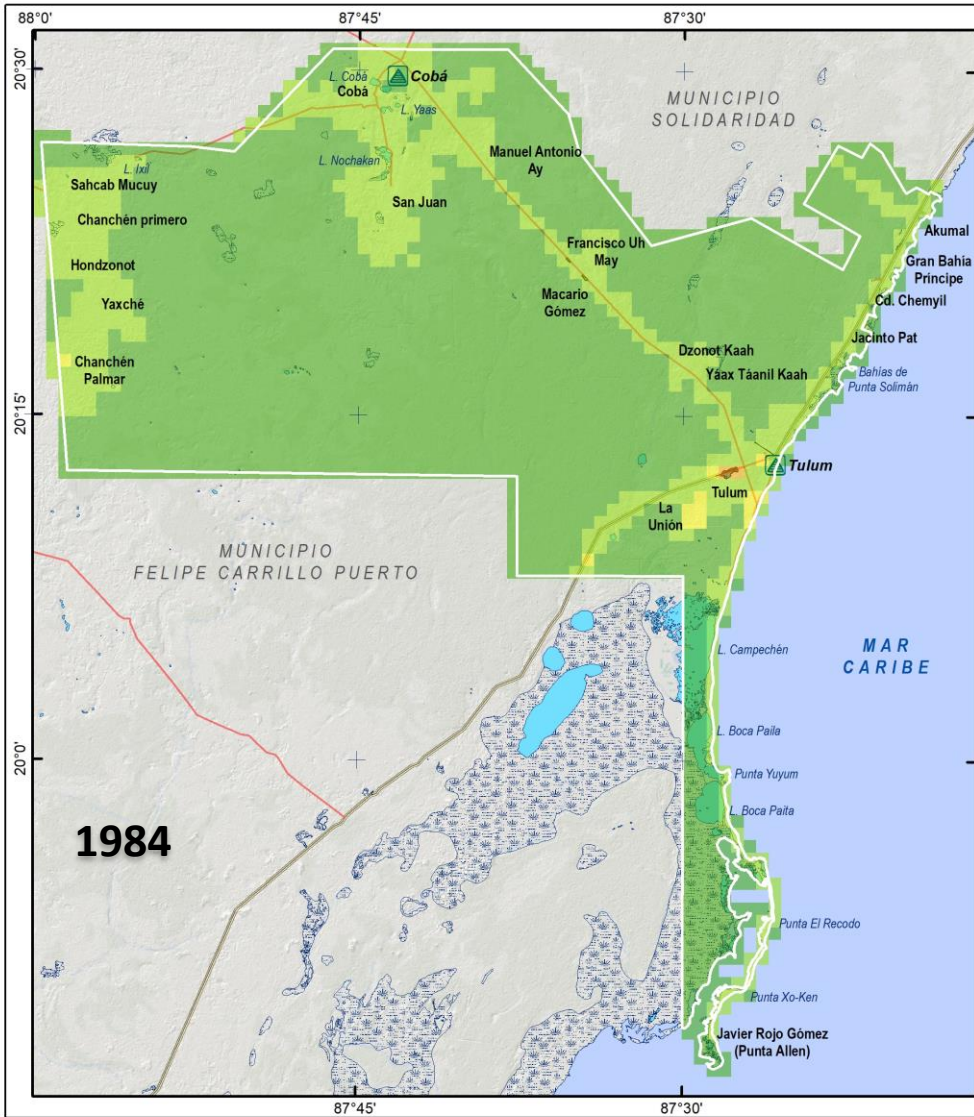 88°0'
87°45'
87°30'
20°30'
L. Cobá
Cobá
Cobá
L. Yaas
MUNICIPIO
SOLIDARIDAD
Manuel Antonio
Ay
L. Ixil
L. Nochakan
Sahcab Mucuy
San Juan
Chanchén primero
Akumal
Francisco Uh
May
Hondzonot
Gran Bahía
Príncipe
Yaxché
Macario
Gómez
Cd. Chemyil
Jacinto Pat
Dzonot Kaah
Chanchén
Palmar
Yáax Táanil Kaah
Bahías de
Punta Solimán
20°15'
Tulum
Tulum
La
Unión
MUNICIPIO
FELIPE CARRILLO PUERTO
L. Campechén
MAR
CARIBE
L. Boca Paila
20°0'
Punta Yuyum
L. Boca Paita
1984
Punta El Recodo
Punta Xo-Ken
Javier Rojo Gómez
(Punta Allen)
87°45'
87°30'